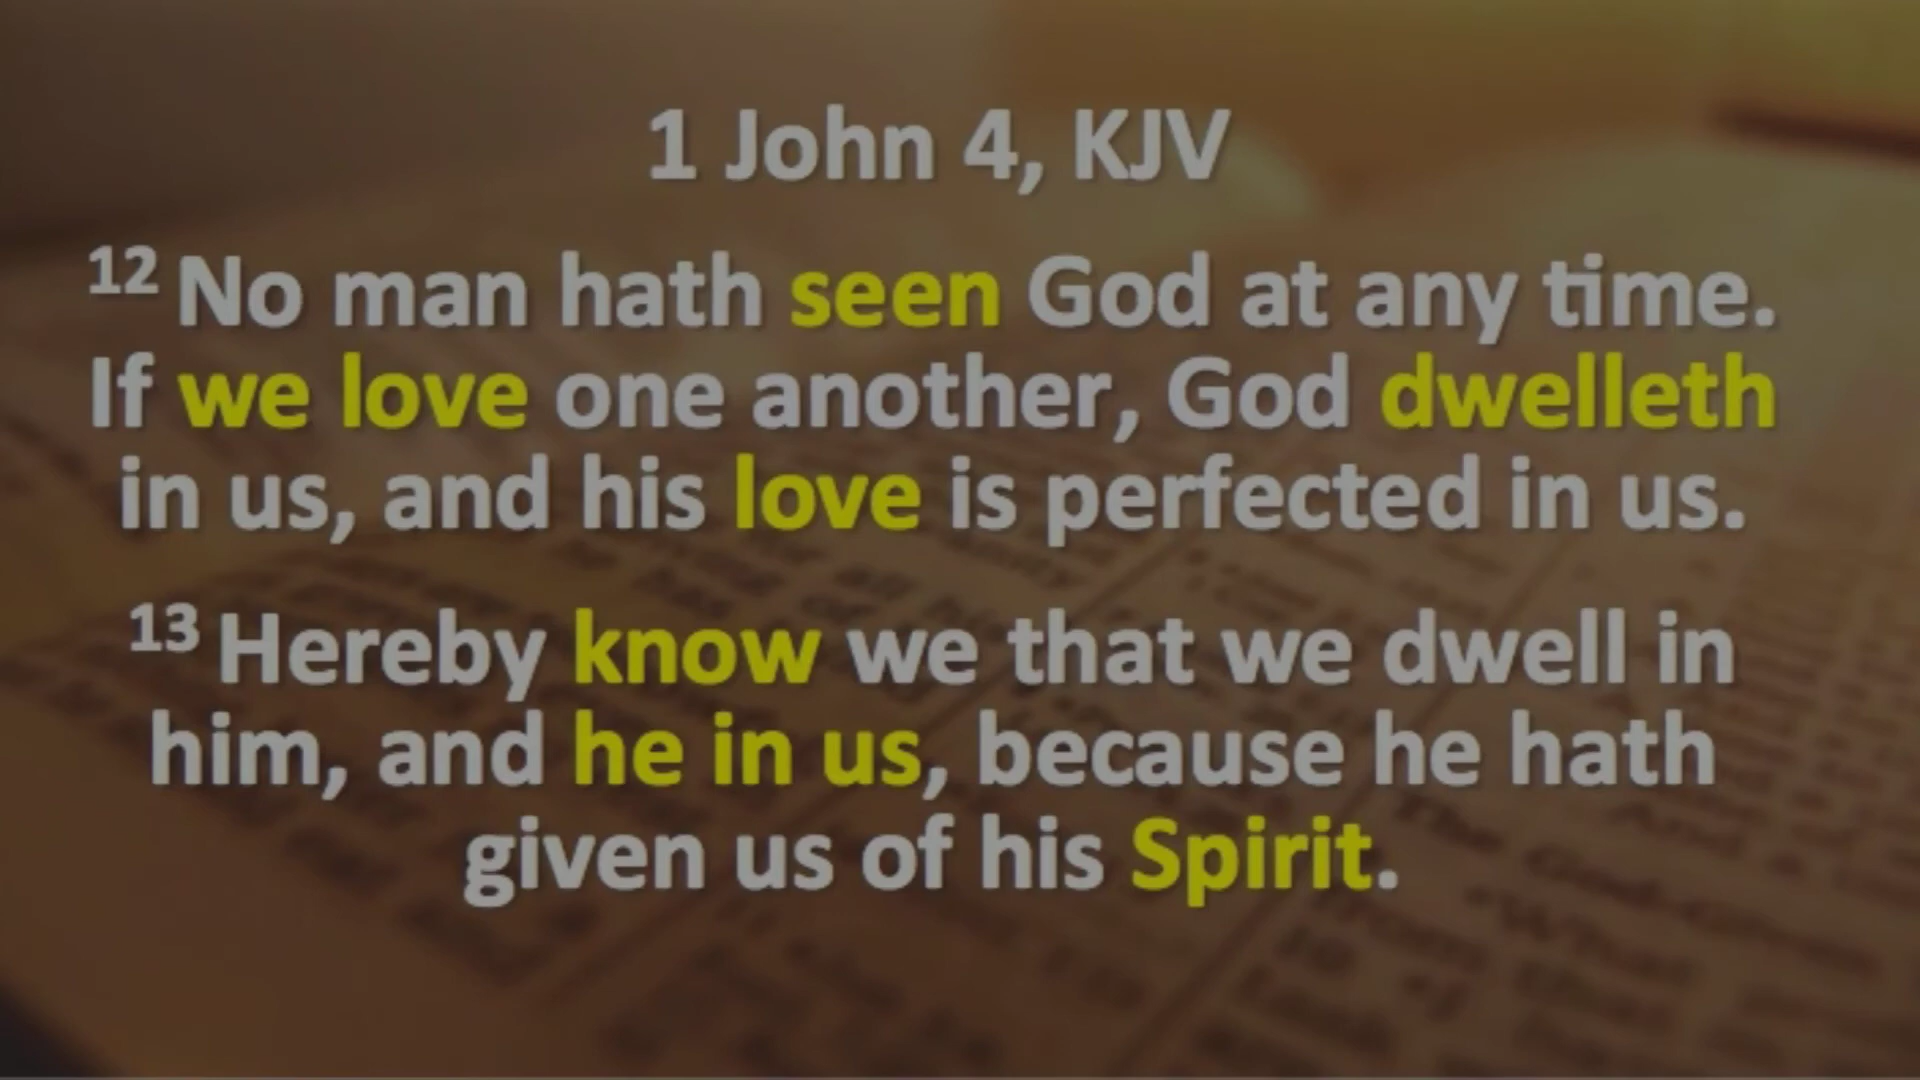 1 John 4, KJV
12 No man hath seen God at any time.
If we love one another, God dwelleth
in us, and his love is perfected in us.
13 Hereby know we that we dwell in
him, and he in us, because he hath
given us of his Spirit.